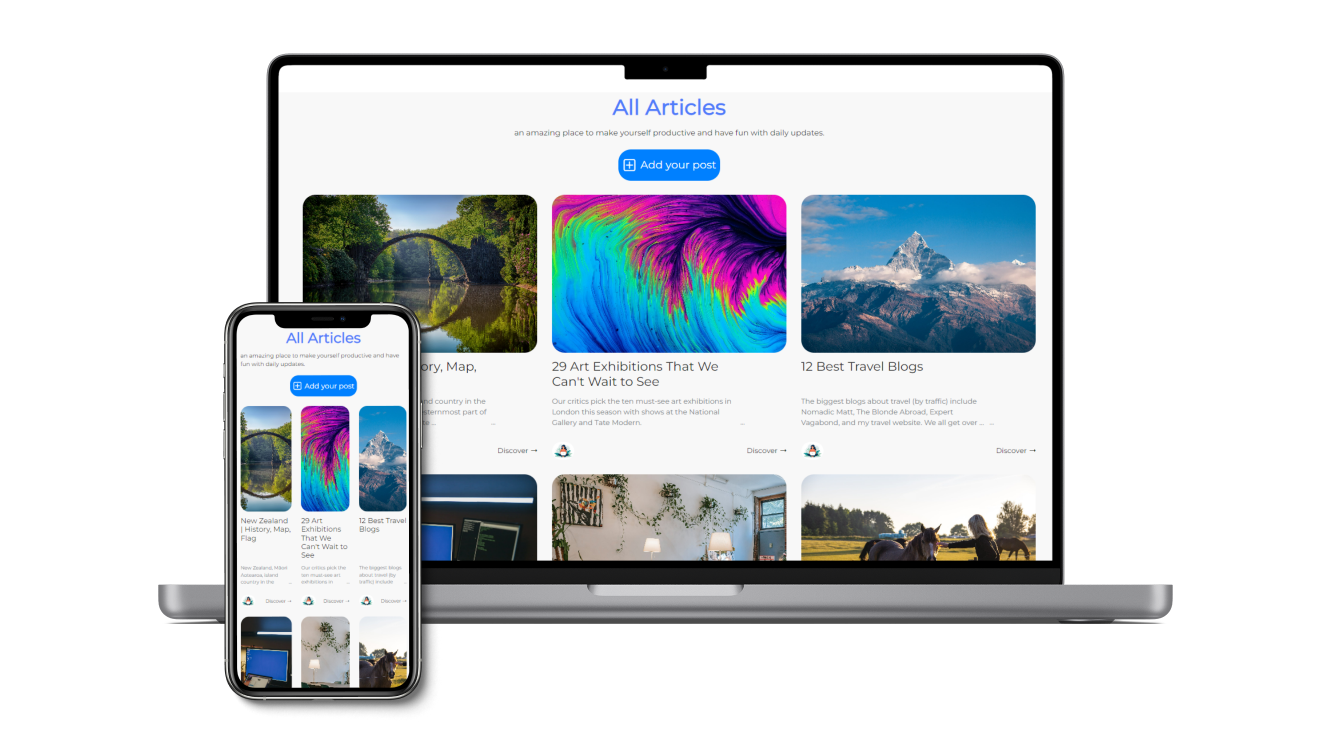 All Articles
an amazing place to make yourself productive and have fun with daily updates.
Add your post
ory, Map,
nd country in the
sternmost part of
te ... ...
Discover →
29 Art Exhibitions That We
Can't Wait to See
Our critics pick the ten must-see art exhibitions in
London this season with shows at the National
Gallery and Tate Modern. ...
Discover →
12 Best Travel Blogs
The biggest blogs about travel (by traffic) include
Nomadic Matt, The Blonde Abroad, Expert
Vagabond, and my travel website. We all get over ... ...
Discover →
All Articles
an amazing place to make yourself productive and have
fun with daily updates.
Add your post
New Zealand
| History, Map,
Flag
New Zealand, Māori
Aotearoa, island
country in the ...
Discover →
29 Art
Exhibitions
That We
Can't Wait to
See
Our critics pick the
ten must-see art
exhibitions in ...
Discover →
12 Best Travel
Blogs
The biggest blogs
about travel (by
traffic) include ...
Discover →